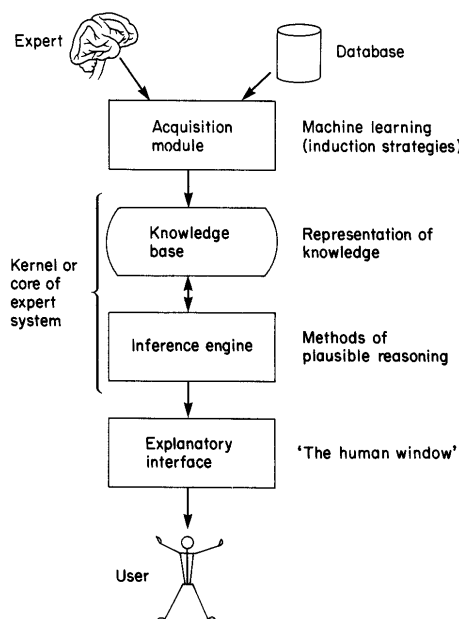 Expert
Database
Acquisition
module
Machine learning
(induction strategies)
Knowledge
base
Representation of
knowledge
Kernel or
core of
expert
system
Inference engine
Methods of
plausible reasoning
Explanatory
interface
'The human window'
User